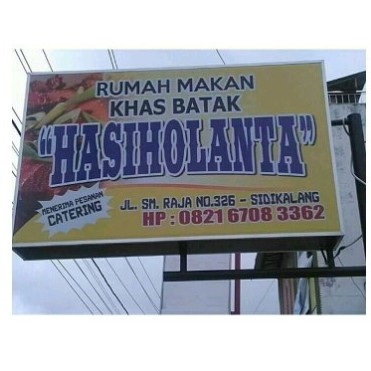 RUMAH MAKAN
KHAS BATAK
"HASIHOLANTA"
MENERIMA PESANAN
CATERING
JL. SM. RAJA NO.326 - SIDIKALANG
HP : 0821 6708 3362